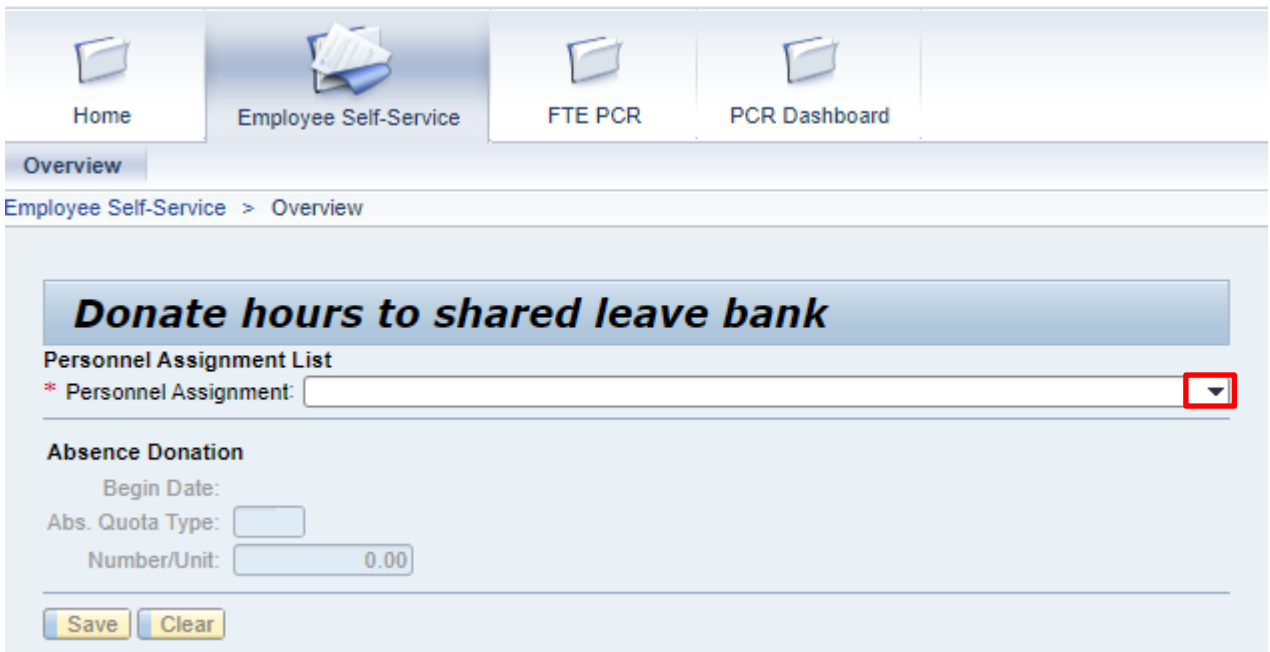 Home Employee Self-Service FTE PCR PCR Dashboard
Overview
Employee Self-Service > Overview
Donate hours to shared leave bank
Personnel Assignment List
* Personnel Assignment:
Absence Donation
Begin Date:
Abs. Quota Type:
Number/Unit: 0.00
Save Clear